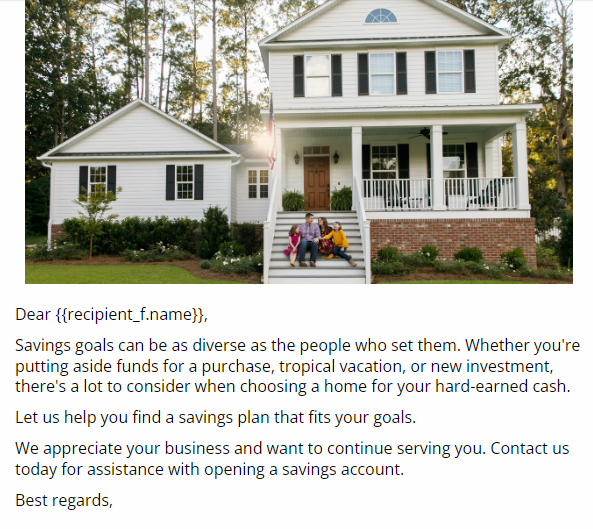 Dear {{recipient_f.name}},
Savings goals can be as diverse as the people who set them. Whether you're
putting aside funds for a purchase, tropical vacation, or new investment,
there's a lot to consider when choosing a home for your hard-earned cash.
Let us help you find a savings plan that fits your goals.
We appreciate your business and want to continue serving you. Contact us
today for assistance with opening a savings account.
Best regards,